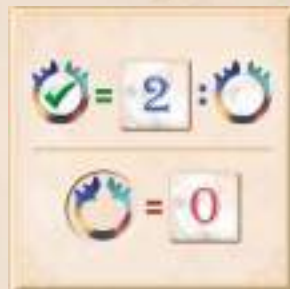 = 2 :
= 0